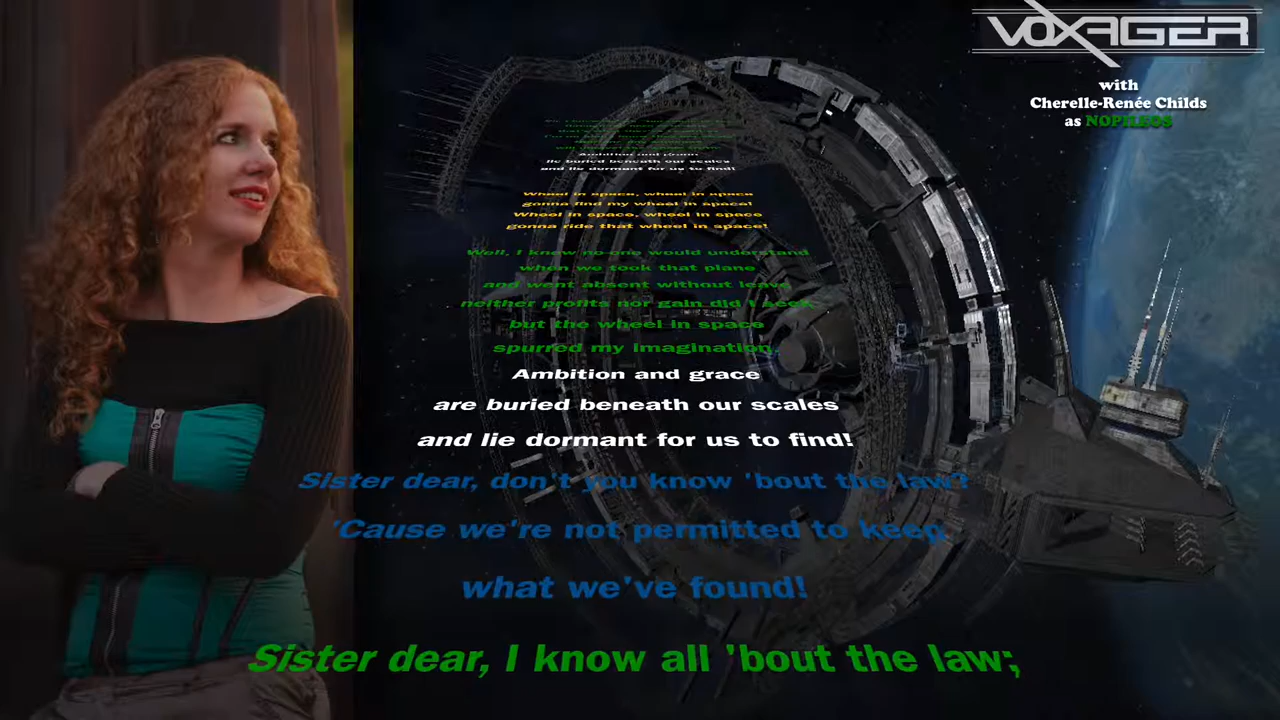 VOXAGER
with
Cherelle-Renée Childs
as NOPILEOS
Ambition and grace
lie buried beneath our scales
and lie dormant for us to find!
Wheel in space, wheel in space
gonna find my wheel in space!
Wheel in space, wheel in space
gonna ride that wheel in space!
Well, I knew no-one would understand
when we took that plane
and went absent without leave,
neither profits nor gain did I seek
but the wheel in space
spurred my imagination.
Ambition and grace
are buried beneath our scales
and lie dormant for us to find!
Sister dear, don't you know 'bout the law?
'Cause we're not permitted to keep
what we've found!
Sister dear, I know all 'bout the law;